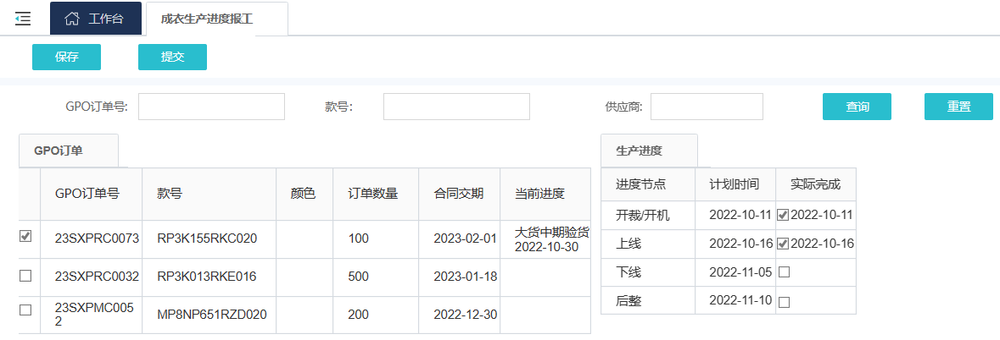 工作台
成衣生产进度报工
保存
提交
GPO订单号:
款号:
供应商:
查询
重置
GPO订单
GPO订单号 款号 颜色 订单数量 合同交期 当前进度
23SXPRC0073 RP3K155RKC020 100 2023-02-01 大货中期验货
2022-10-30
23SXPRC0032 RP3K013RKE016 500 2023-01-18
23SXPMC005
2 MP8NP651RZD020 200 2022-12-30
生产进度
进度节点 计划时间 实际完成
开裁/开机 2022-10-11 2022-10-11
上线 2022-10-16 2022-10-16
下线 2022-11-05
后整 2022-11-10